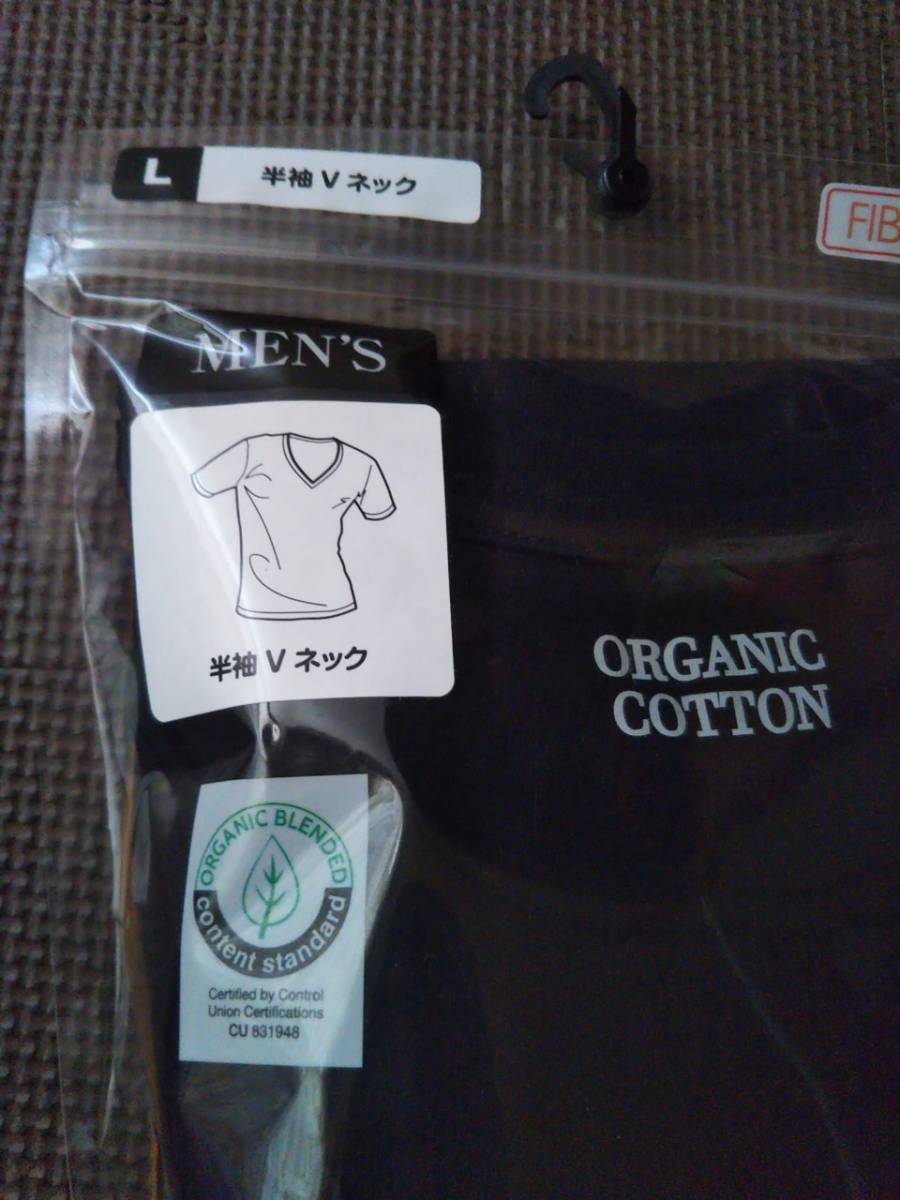 L
半袖 V ネック
FIB
MEN'S
半袖 V ネック
ORGANIC
COTTON
ORGANIC BLENDED
content standard
Certified by Control
Union Certifications
CU 831948